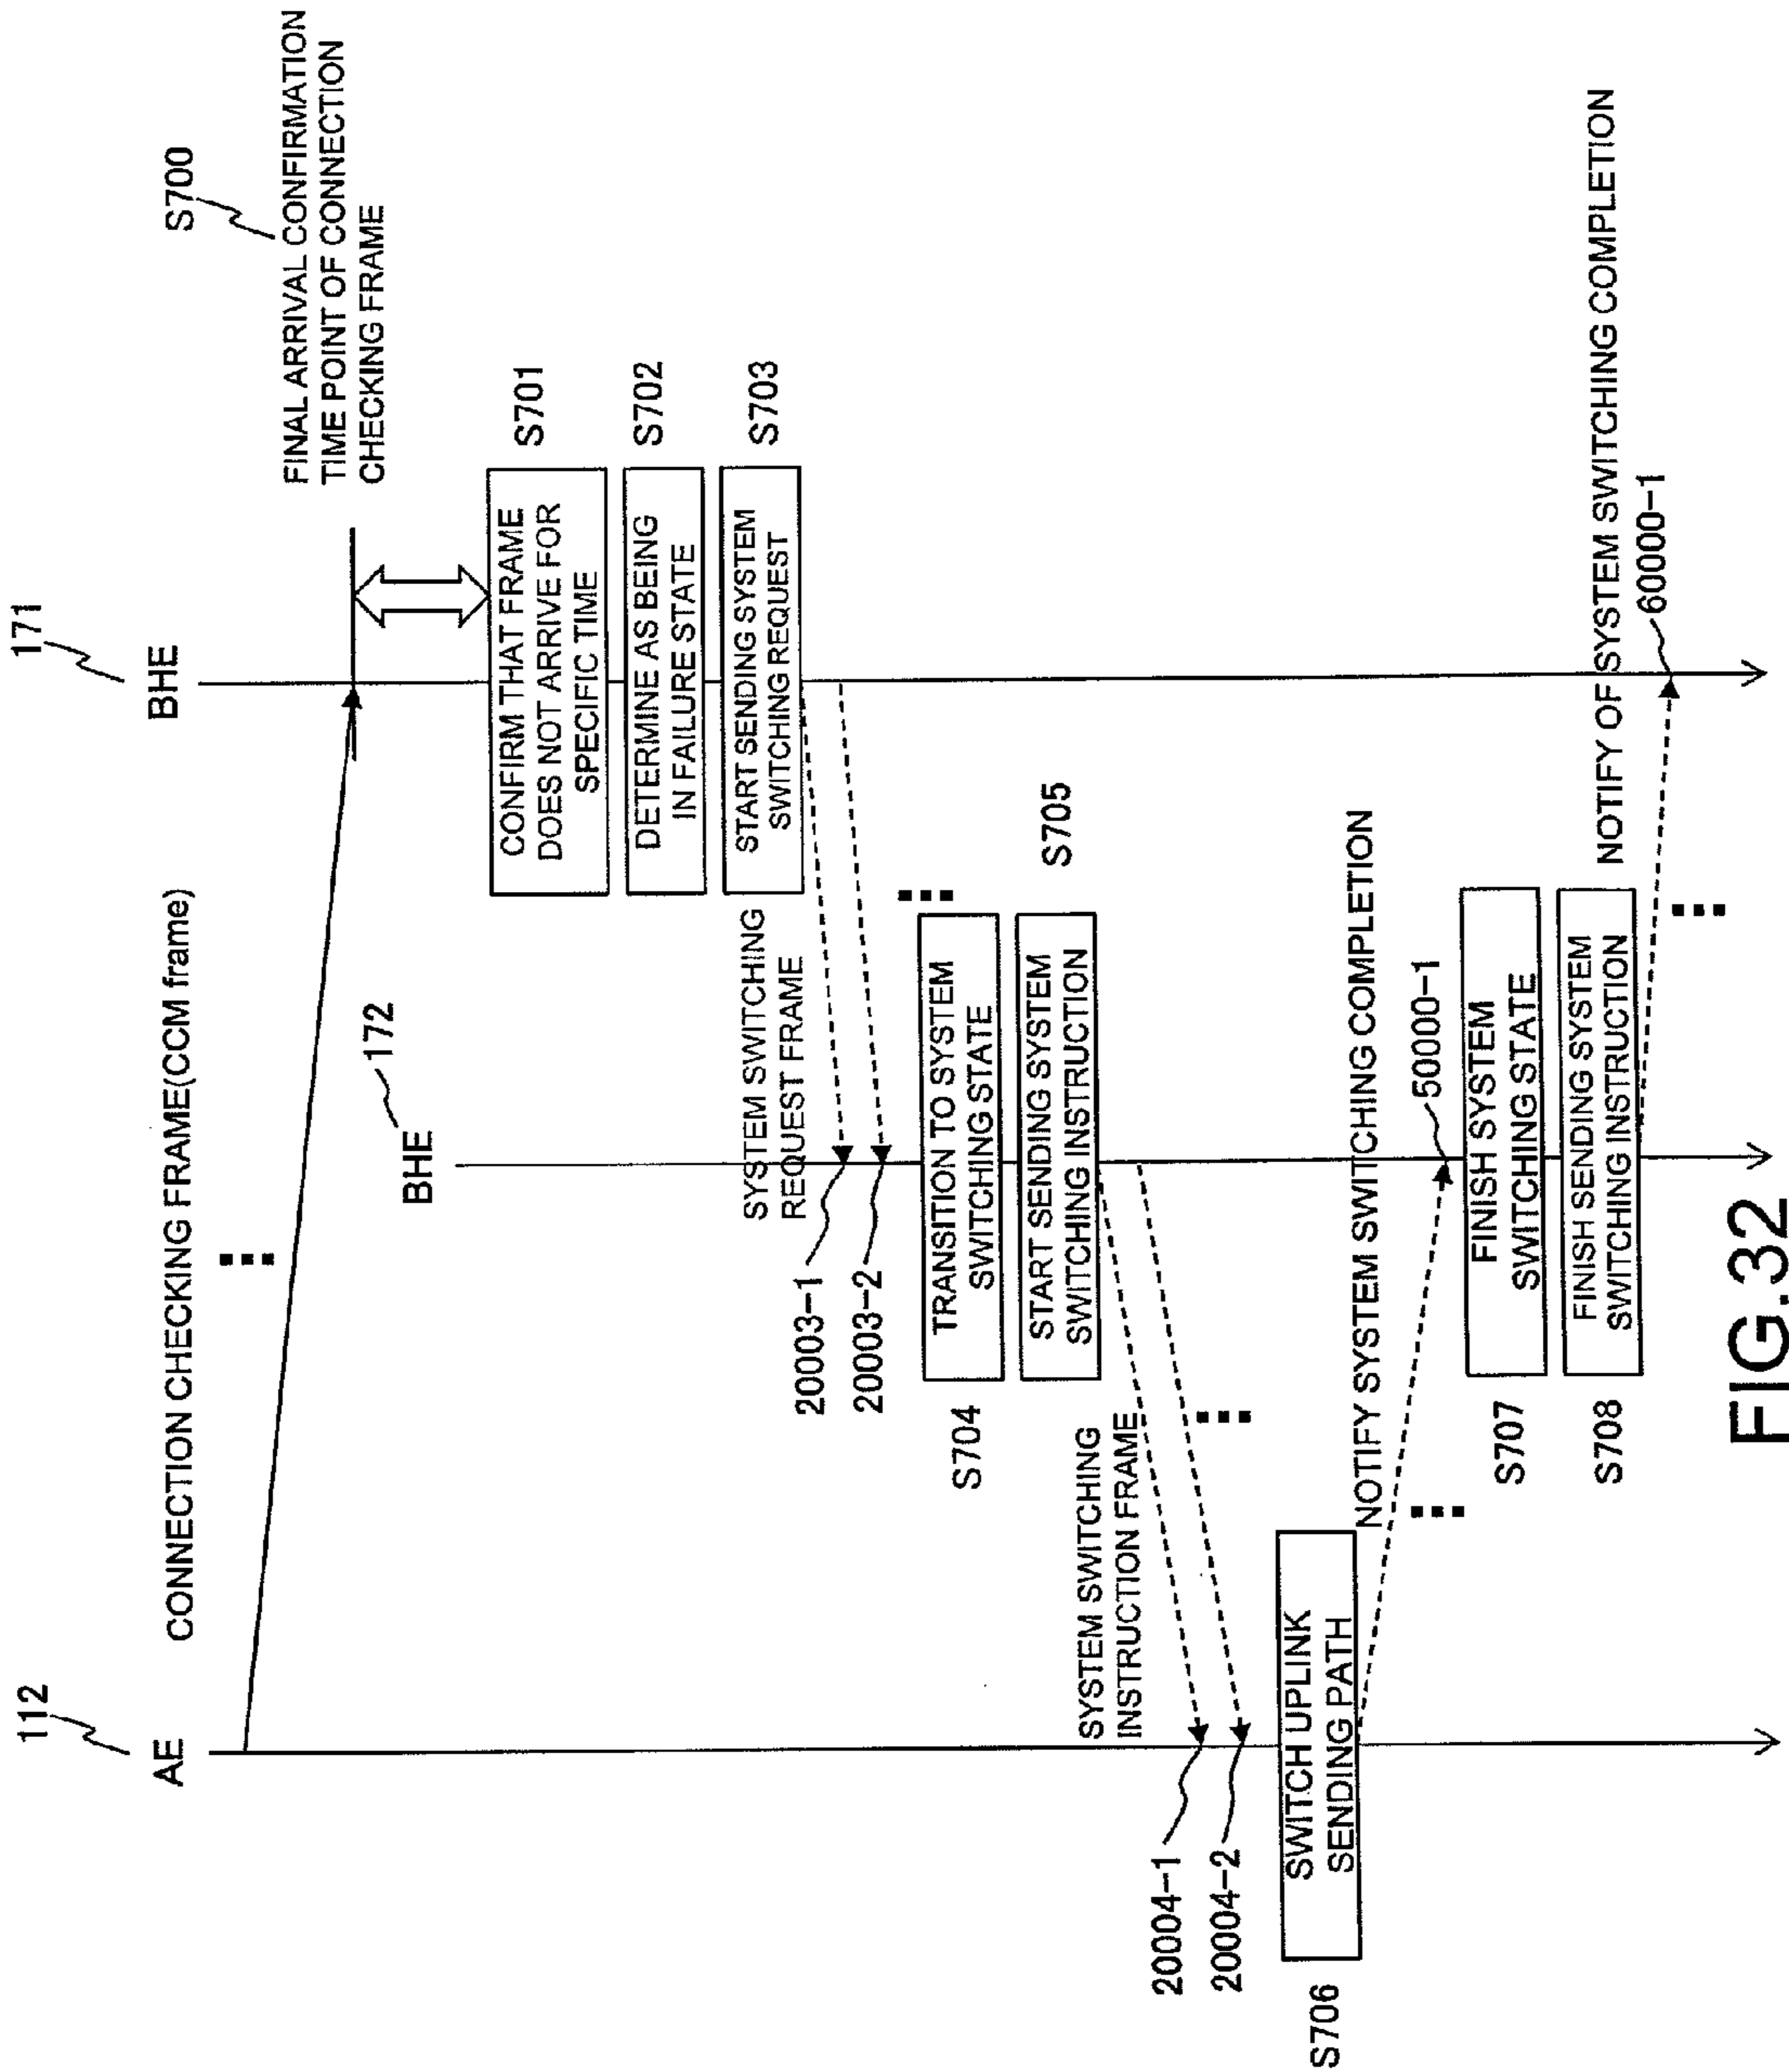 112
AE
CONNECTION CHECKING FRAME(CCM frame)
171
BHE
S700
FINAL ARRIVAL CONFIRMATION
TIME POINT OF CONNECTION
CHECKING FRAME
172
BHE
CONFIRM THAT FRAME
DOES NOT ARRIVE FOR
SPECIFIC TIME
S701
DETERMINE AS BEING
IN FAILURE STATE
S702
START SENDING SYSTEM
SWITCHING REQUEST
S703
SYSTEM SWITCHING
REQUEST FRAME
20003-1
20003-2
S704
TRANSITION TO SYSTEM
SWITCHING STATE
START SENDING SYSTEM
SWITCHING INSTRUCTION
S705
SYSTEM SWITCHING
INSTRUCTION FRAME
20004-1
20004-2
S706
SWITCH UPLINK
SENDING PATH
NOTIFY SYSTEM SWITCHING COMPLETION
50000-1
S707
FINISH SYSTEM
SWITCHING STATE
S708
FINISH SENDING SYSTEM
SWITCHING INSTRUCTION
NOTIFY OF SYSTEM SWITCHING COMPLETION
60000-1
FIG.32